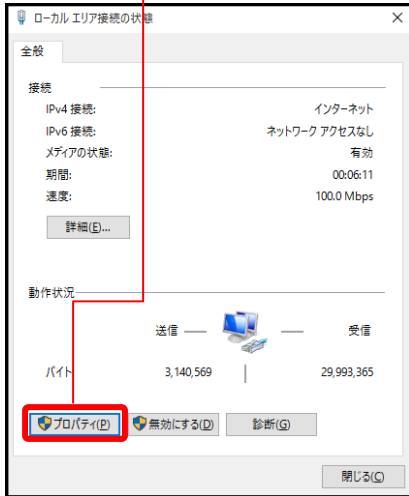 ローカル エリア接続の状態
全般
接続
IPv4 接続: インターネット
IPv6 接続: ネットワーク アクセスなし
メディアの状態: 有効
期間: 00:06:11
速度: 100.0 Mbps
詳細(E)...
動作状況
送信 受信
バイト 3,140,569 29,993,365
プロパティ(P) 無効にする(D) 診断(G)
閉じる(C)